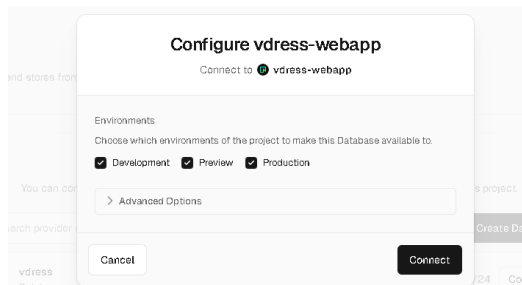 Configure vdress-webapp
Connect to vdress-webapp
and stores from
Environments
Choose which environments of the project to make this Database available to.
Development Preview Production
You can con
s project.
Advanced Options
earch provider
Create Da
Cancel
Connect
vdress
/24 Co